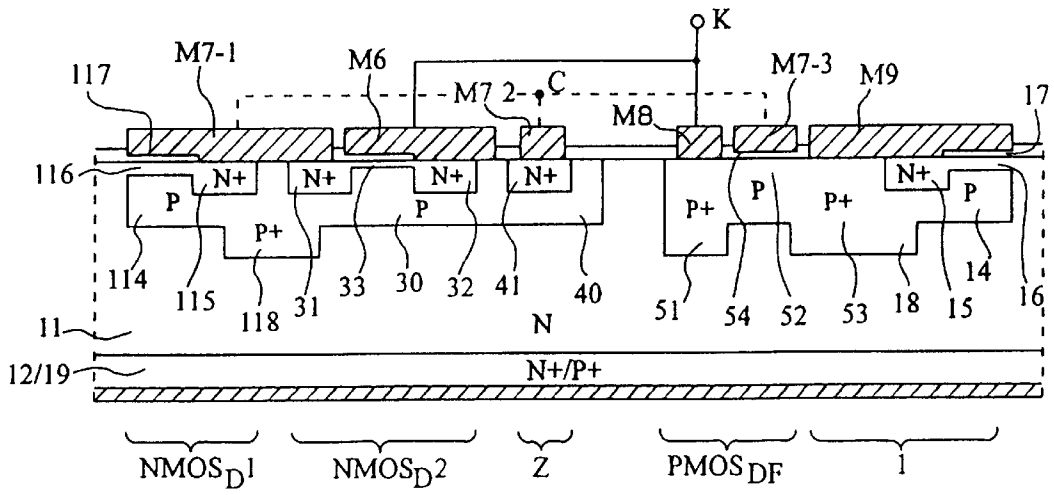 K
M7-1
M6
C
M7-3
M9
117
M7 2
M8
17
116
N+
N+
N+
N+
N+
P
P
P+
P
P+
P+
P
114
115
118
31
33
30
32
41
40
51
54
52
53
18
15
14
16
11
N
12/19
N+/P+
NMOSD1
NMOSD2
Z
PMOSDF
1